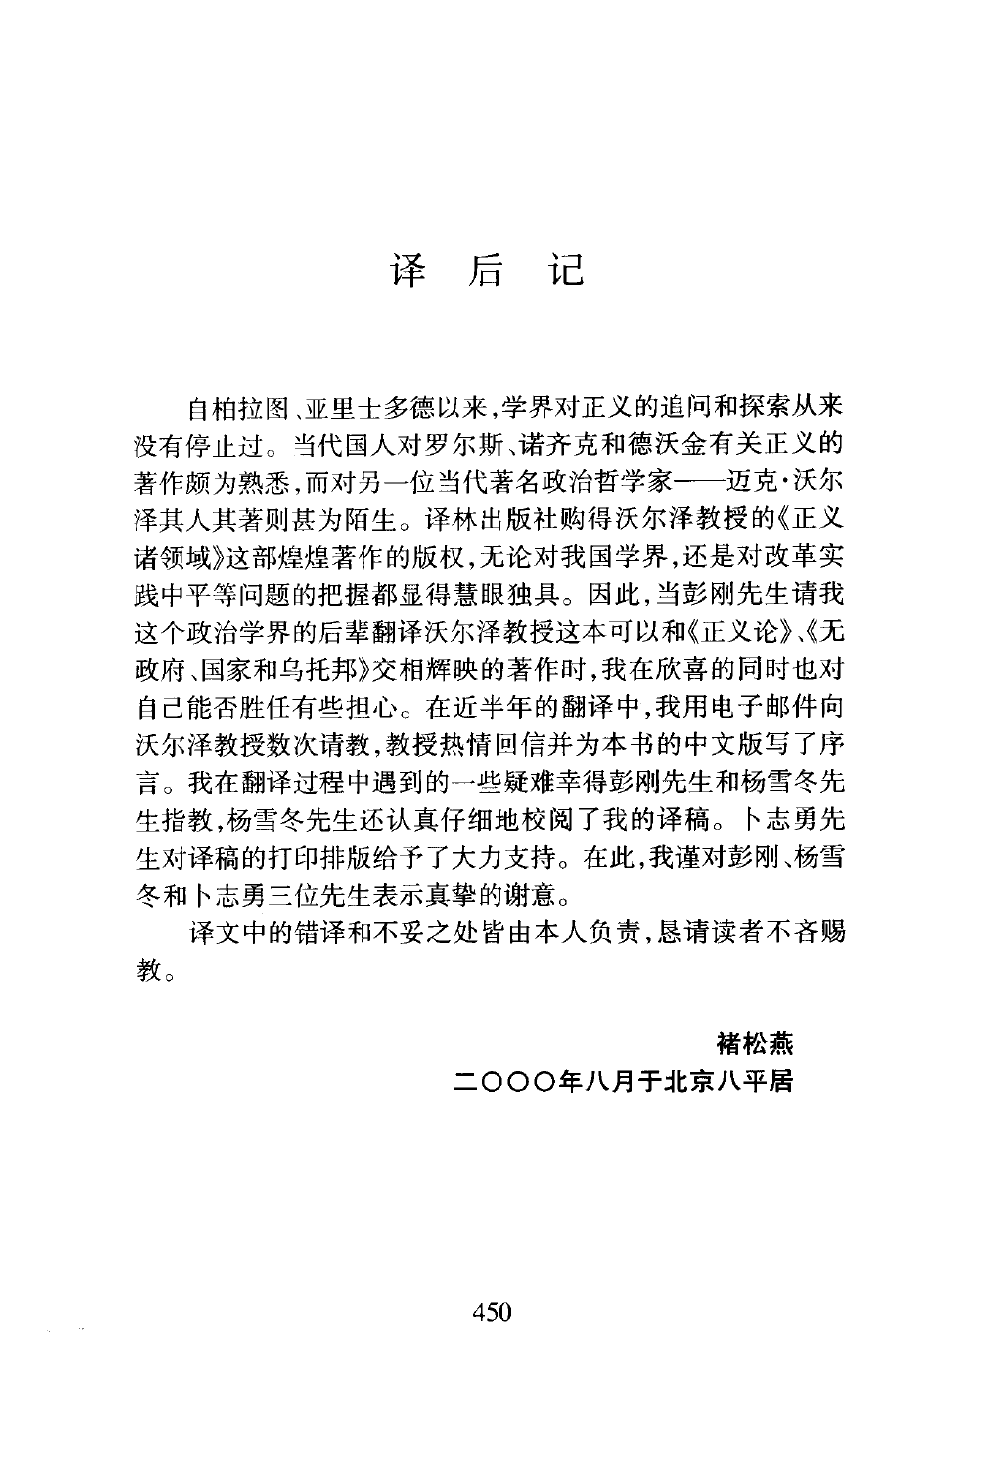 译后记
自柏拉图、亚里士多德以来,学界对正义的追问和探索从来
没有停止过。当代国人对罗尔斯、诺齐克和德沃金有关正义的
著作颇为熟悉,而对另一位当代著名政治哲学家——迈克·沃尔
泽其人其著则甚为陌生。译林出版社购得沃尔泽教授的《正义
诸领域》这部煌煌著作的版权,无论对我国学界,还是对改革实
践中平等问题的把握都显得慧眼独具。因此,当彭刚先生请我
这个政治学界的后辈翻译沃尔泽教授这本可以和《正义论》、《无
政府、国家和乌托邦》交相辉映的著作时,我在欣喜的同时也对
自己能否胜任有些担心。在近半年的翻译中,我用电子邮件向
沃尔泽教授数次请教,教授热情回信并为本书的中文版写了序
言。我在翻译过程中遇到的一些疑难幸得彭刚先生和杨雪冬先
生指教,杨雪冬先生还认真仔细地校阅了我的译稿。卜志勇先
生对译稿的打印排版给予了大力支持。在此,我谨对彭刚、杨雪
冬和卜志勇三位先生表示真挚的谢意。
译文中的错译和不妥之处皆由本人负责,恳请读者不吝赐
教。
褚松燕
二〇〇〇年八月于北京八平居
450